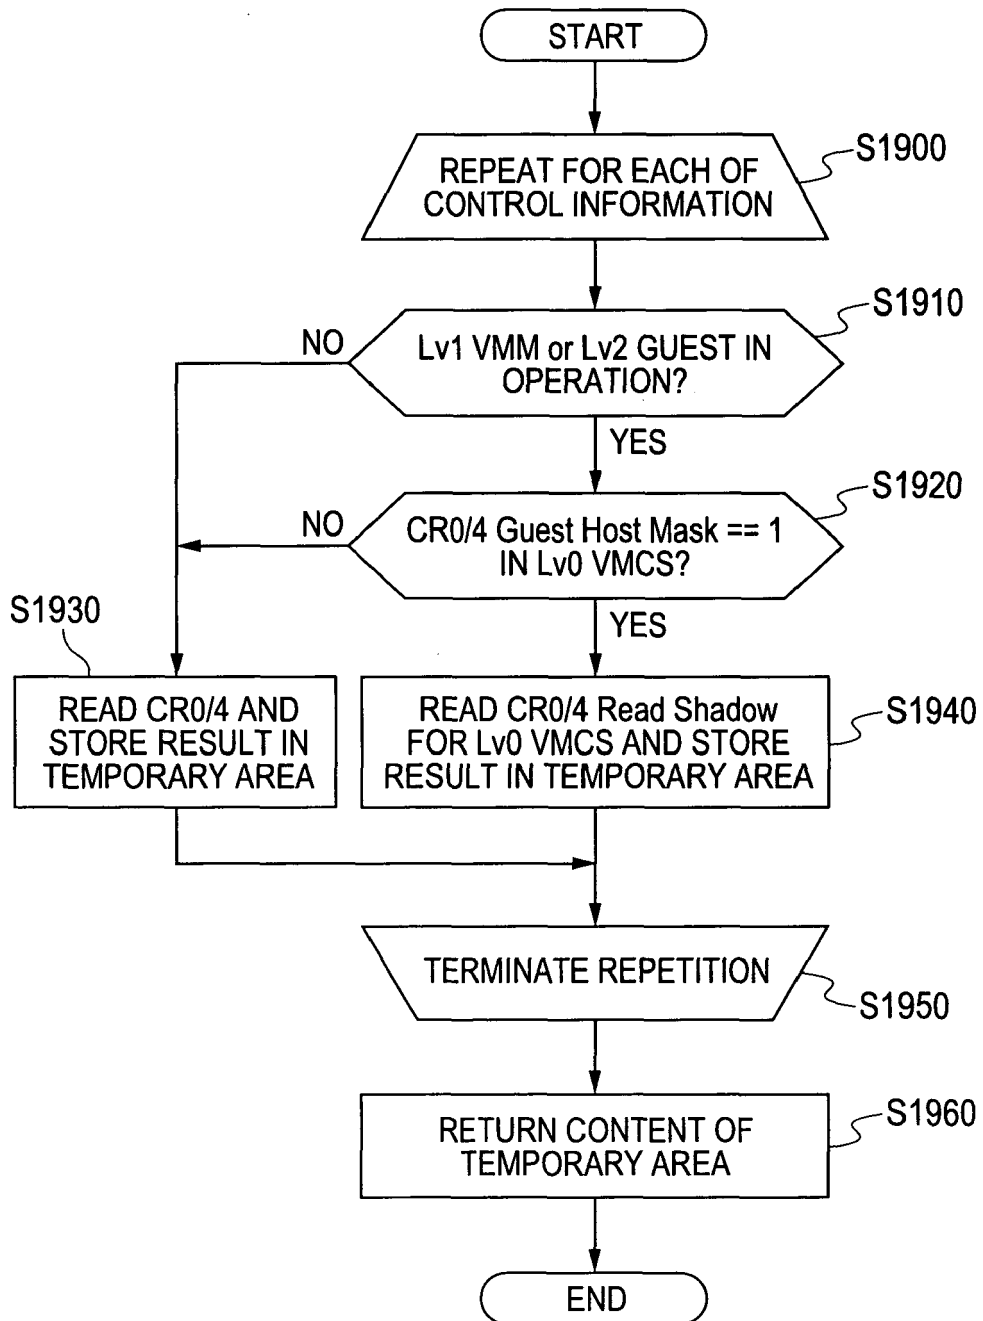 START
REPEAT FOR EACH OF
CONTROL INFORMATION
S1900
Lv1 VMM or Lv2 GUEST IN
OPERATION?
S1910
NO
YES
CR0/4 Guest Host Mask == 1
IN Lv0 VMCS?
S1920
NO
YES
S1930
READ CR0/4 AND
STORE RESULT IN
TEMPORARY AREA
READ CR0/4 Read Shadow
FOR Lv0 VMCS AND STORE
RESULT IN TEMPORARY AREA
S1940
TERMINATE REPETITION
S1950
RETURN CONTENT OF
TEMPORARY AREA
S1960
END